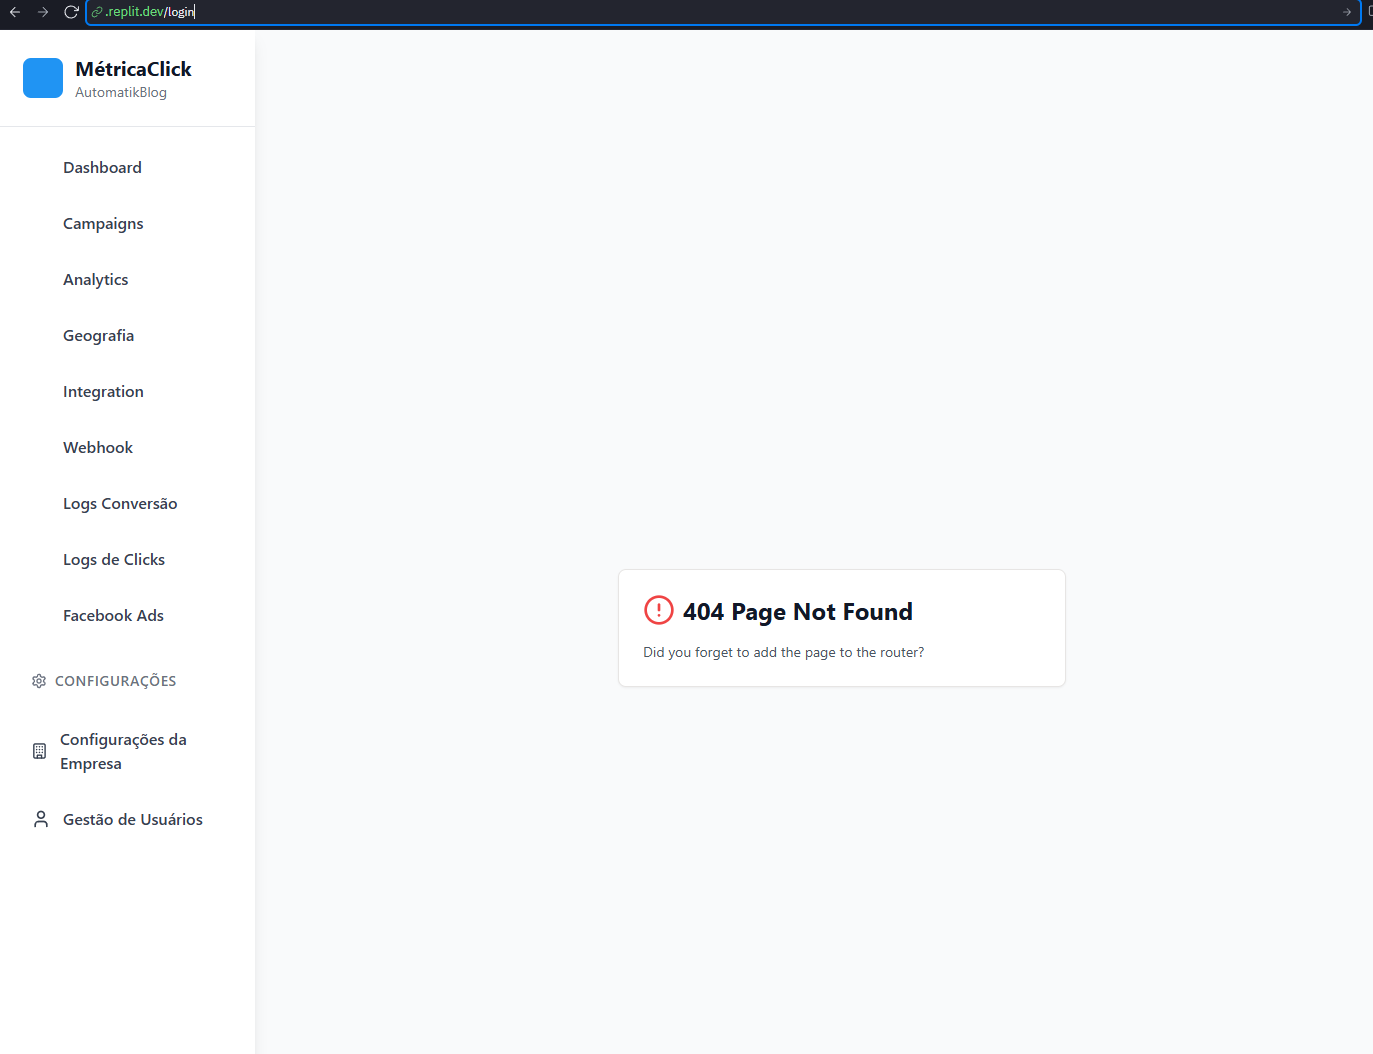 .replit.dev/login
MétricaClick
AutomatikBlog
Dashboard
Campaigns
Analytics
Geografia
Integration
Webhook
Logs Conversão
Logs de Clicks
Facebook Ads
CONFIGURAÇÕES
Configurações da
Empresa
Gestão de Usuários
404 Page Not Found
Did you forget to add the page to the router?